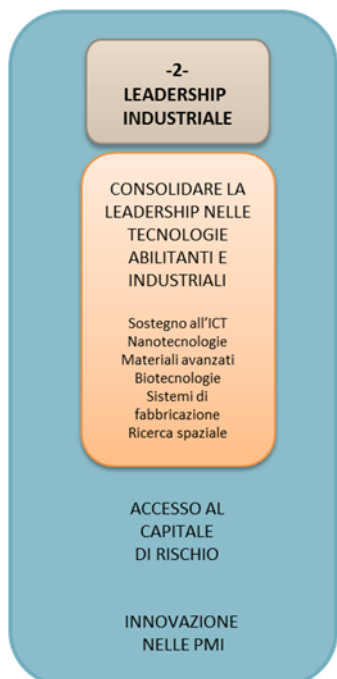 -2-
LEADERSHIP
INDUSTRIALE
CONSOLIDARE LA
LEADERSHIP NELLE
TECNOLOGIE
ABILITANTI E
INDUSTRIALI
Sostegno all'ICT
Nanotecnologie
Materiali avanzati
Biotecnologie
Sistemi di
fabbricazione
Ricerca spaziale
ACCESSO AL
CAPITALE
DI RISCHIO
INNOVAZIONE
NELLE PMI